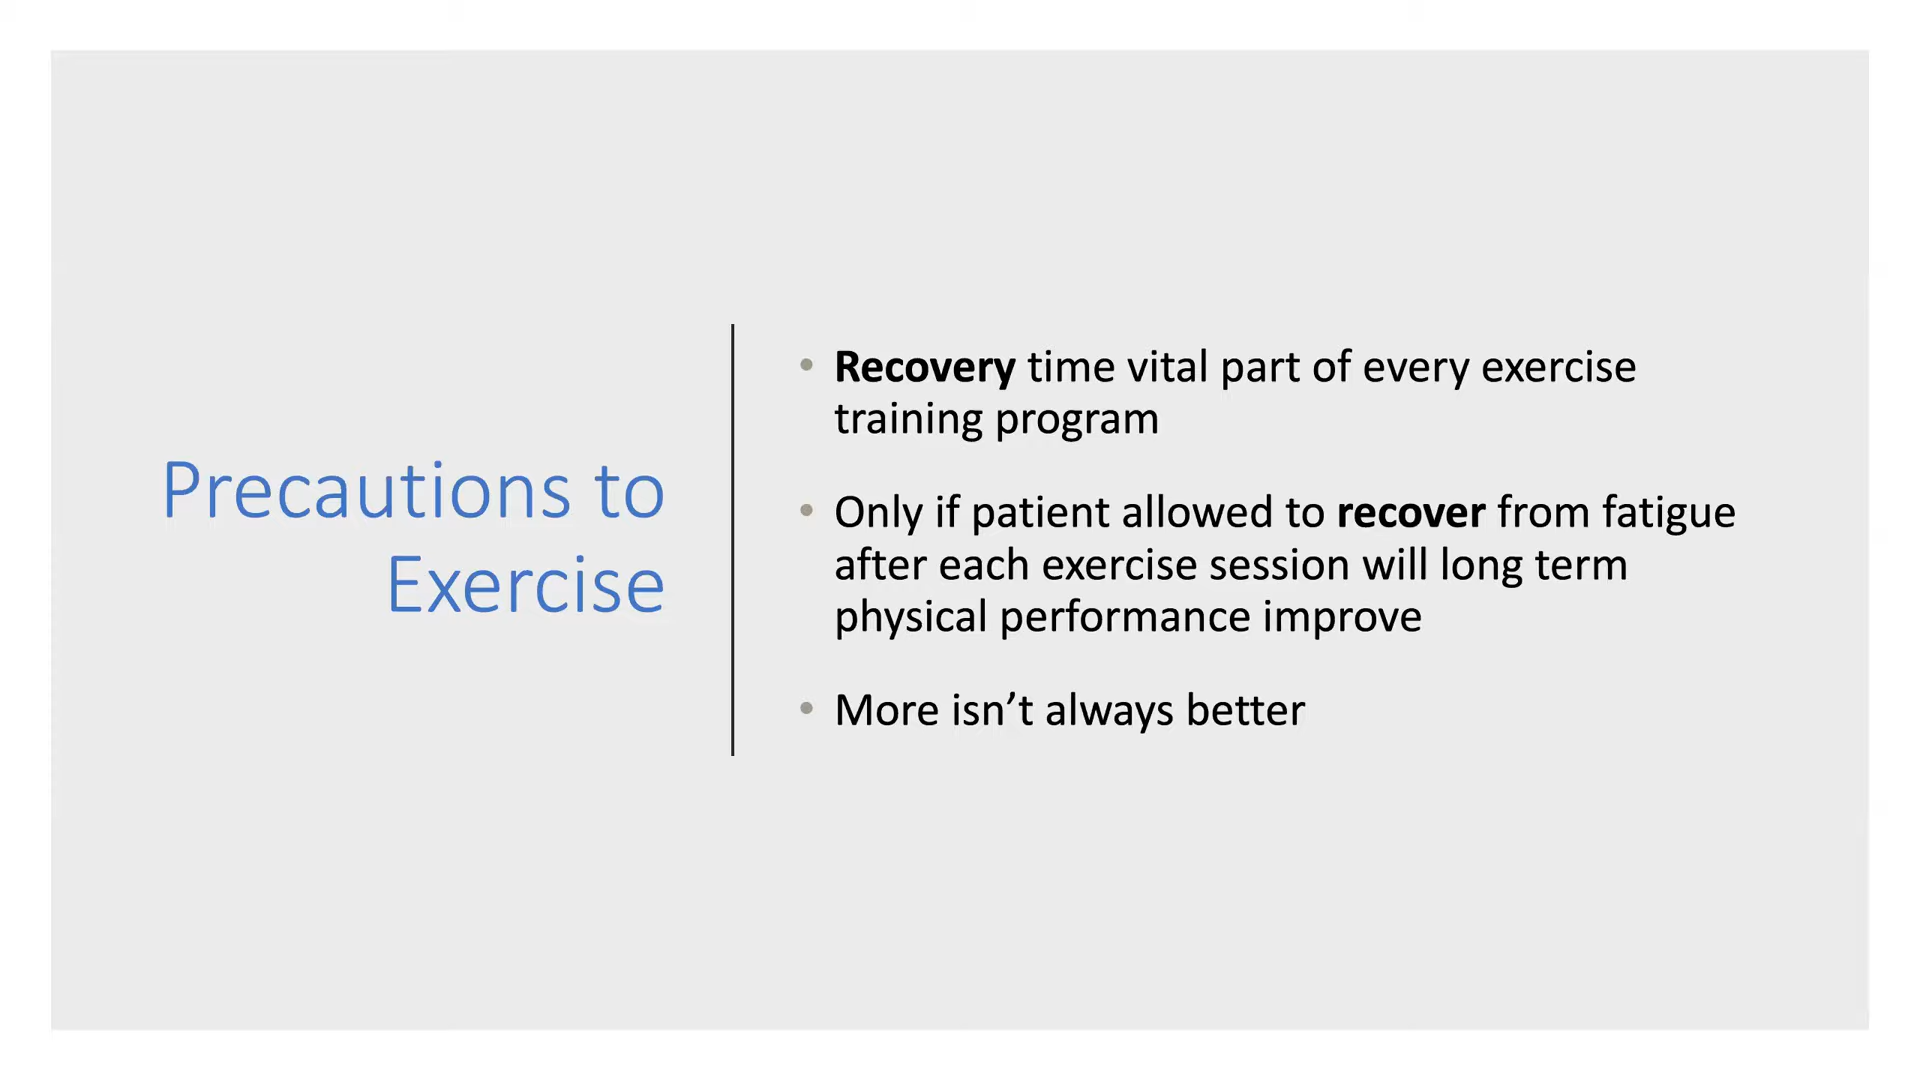 Precautions to
Exercise
• Recovery time vital part of every exercise
training program
• Only if patient allowed to recover from fatigue
after each exercise session will long term
physical performance improve
• More isn’t always better